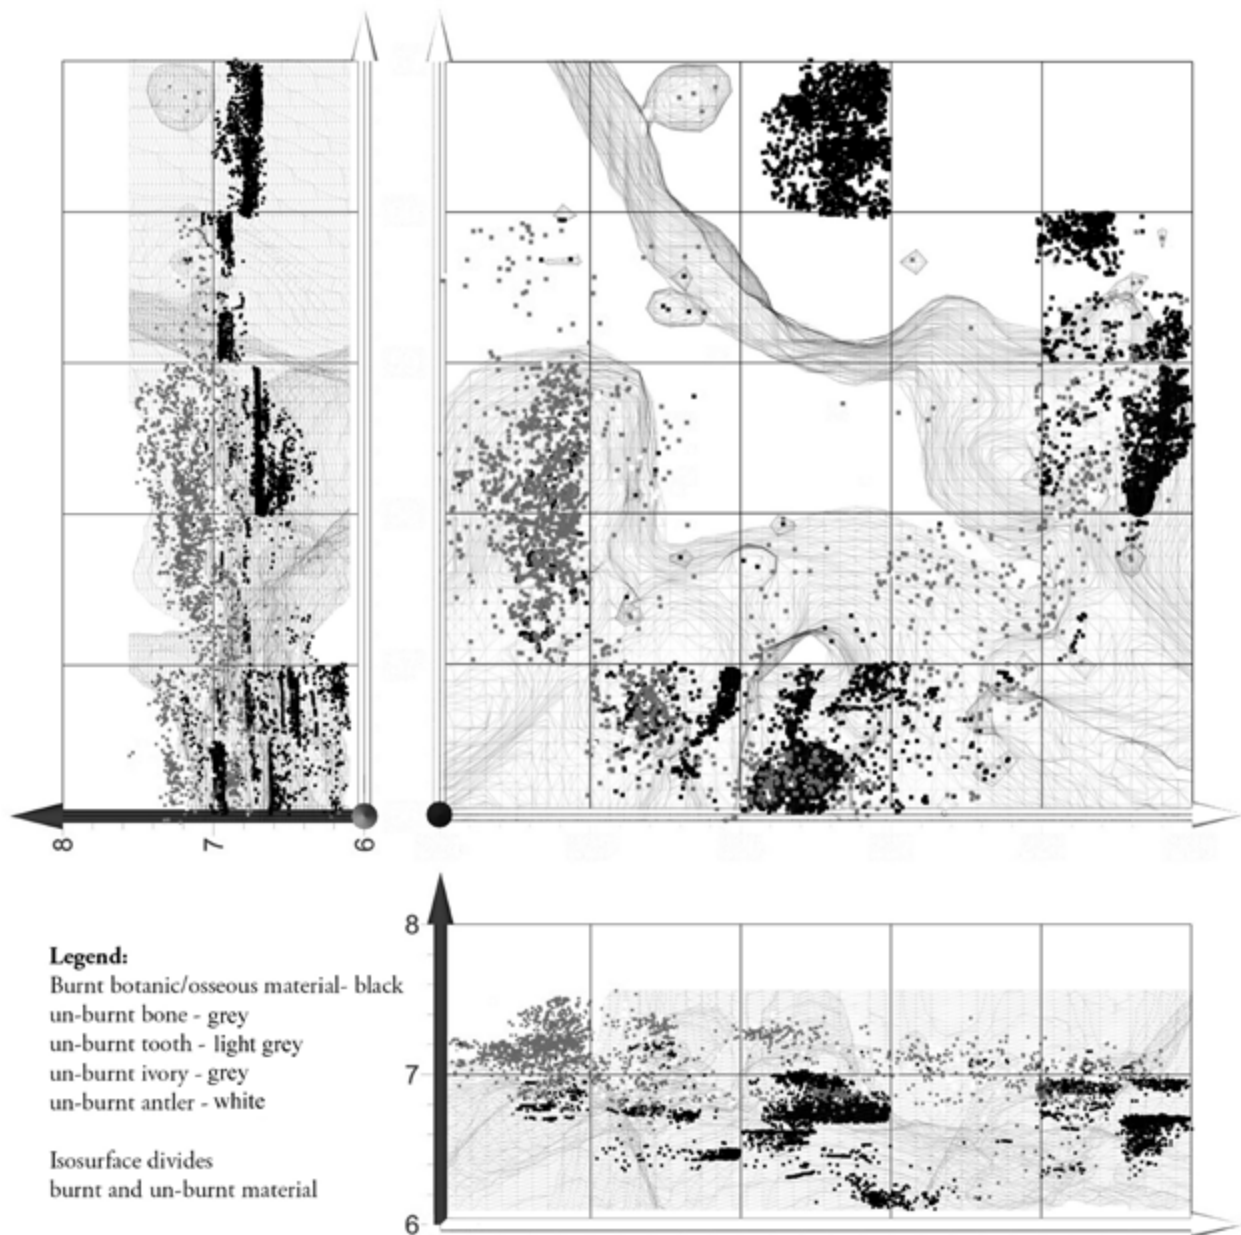 8
7
6
8
7
6
Legend:
Burnt botanic/osseous material- black
un-burnt bone - grey
un-burnt tooth - light grey
un-burnt ivory - grey
un-burnt antler - white
Isosurface divides
burnt and un-burnt material